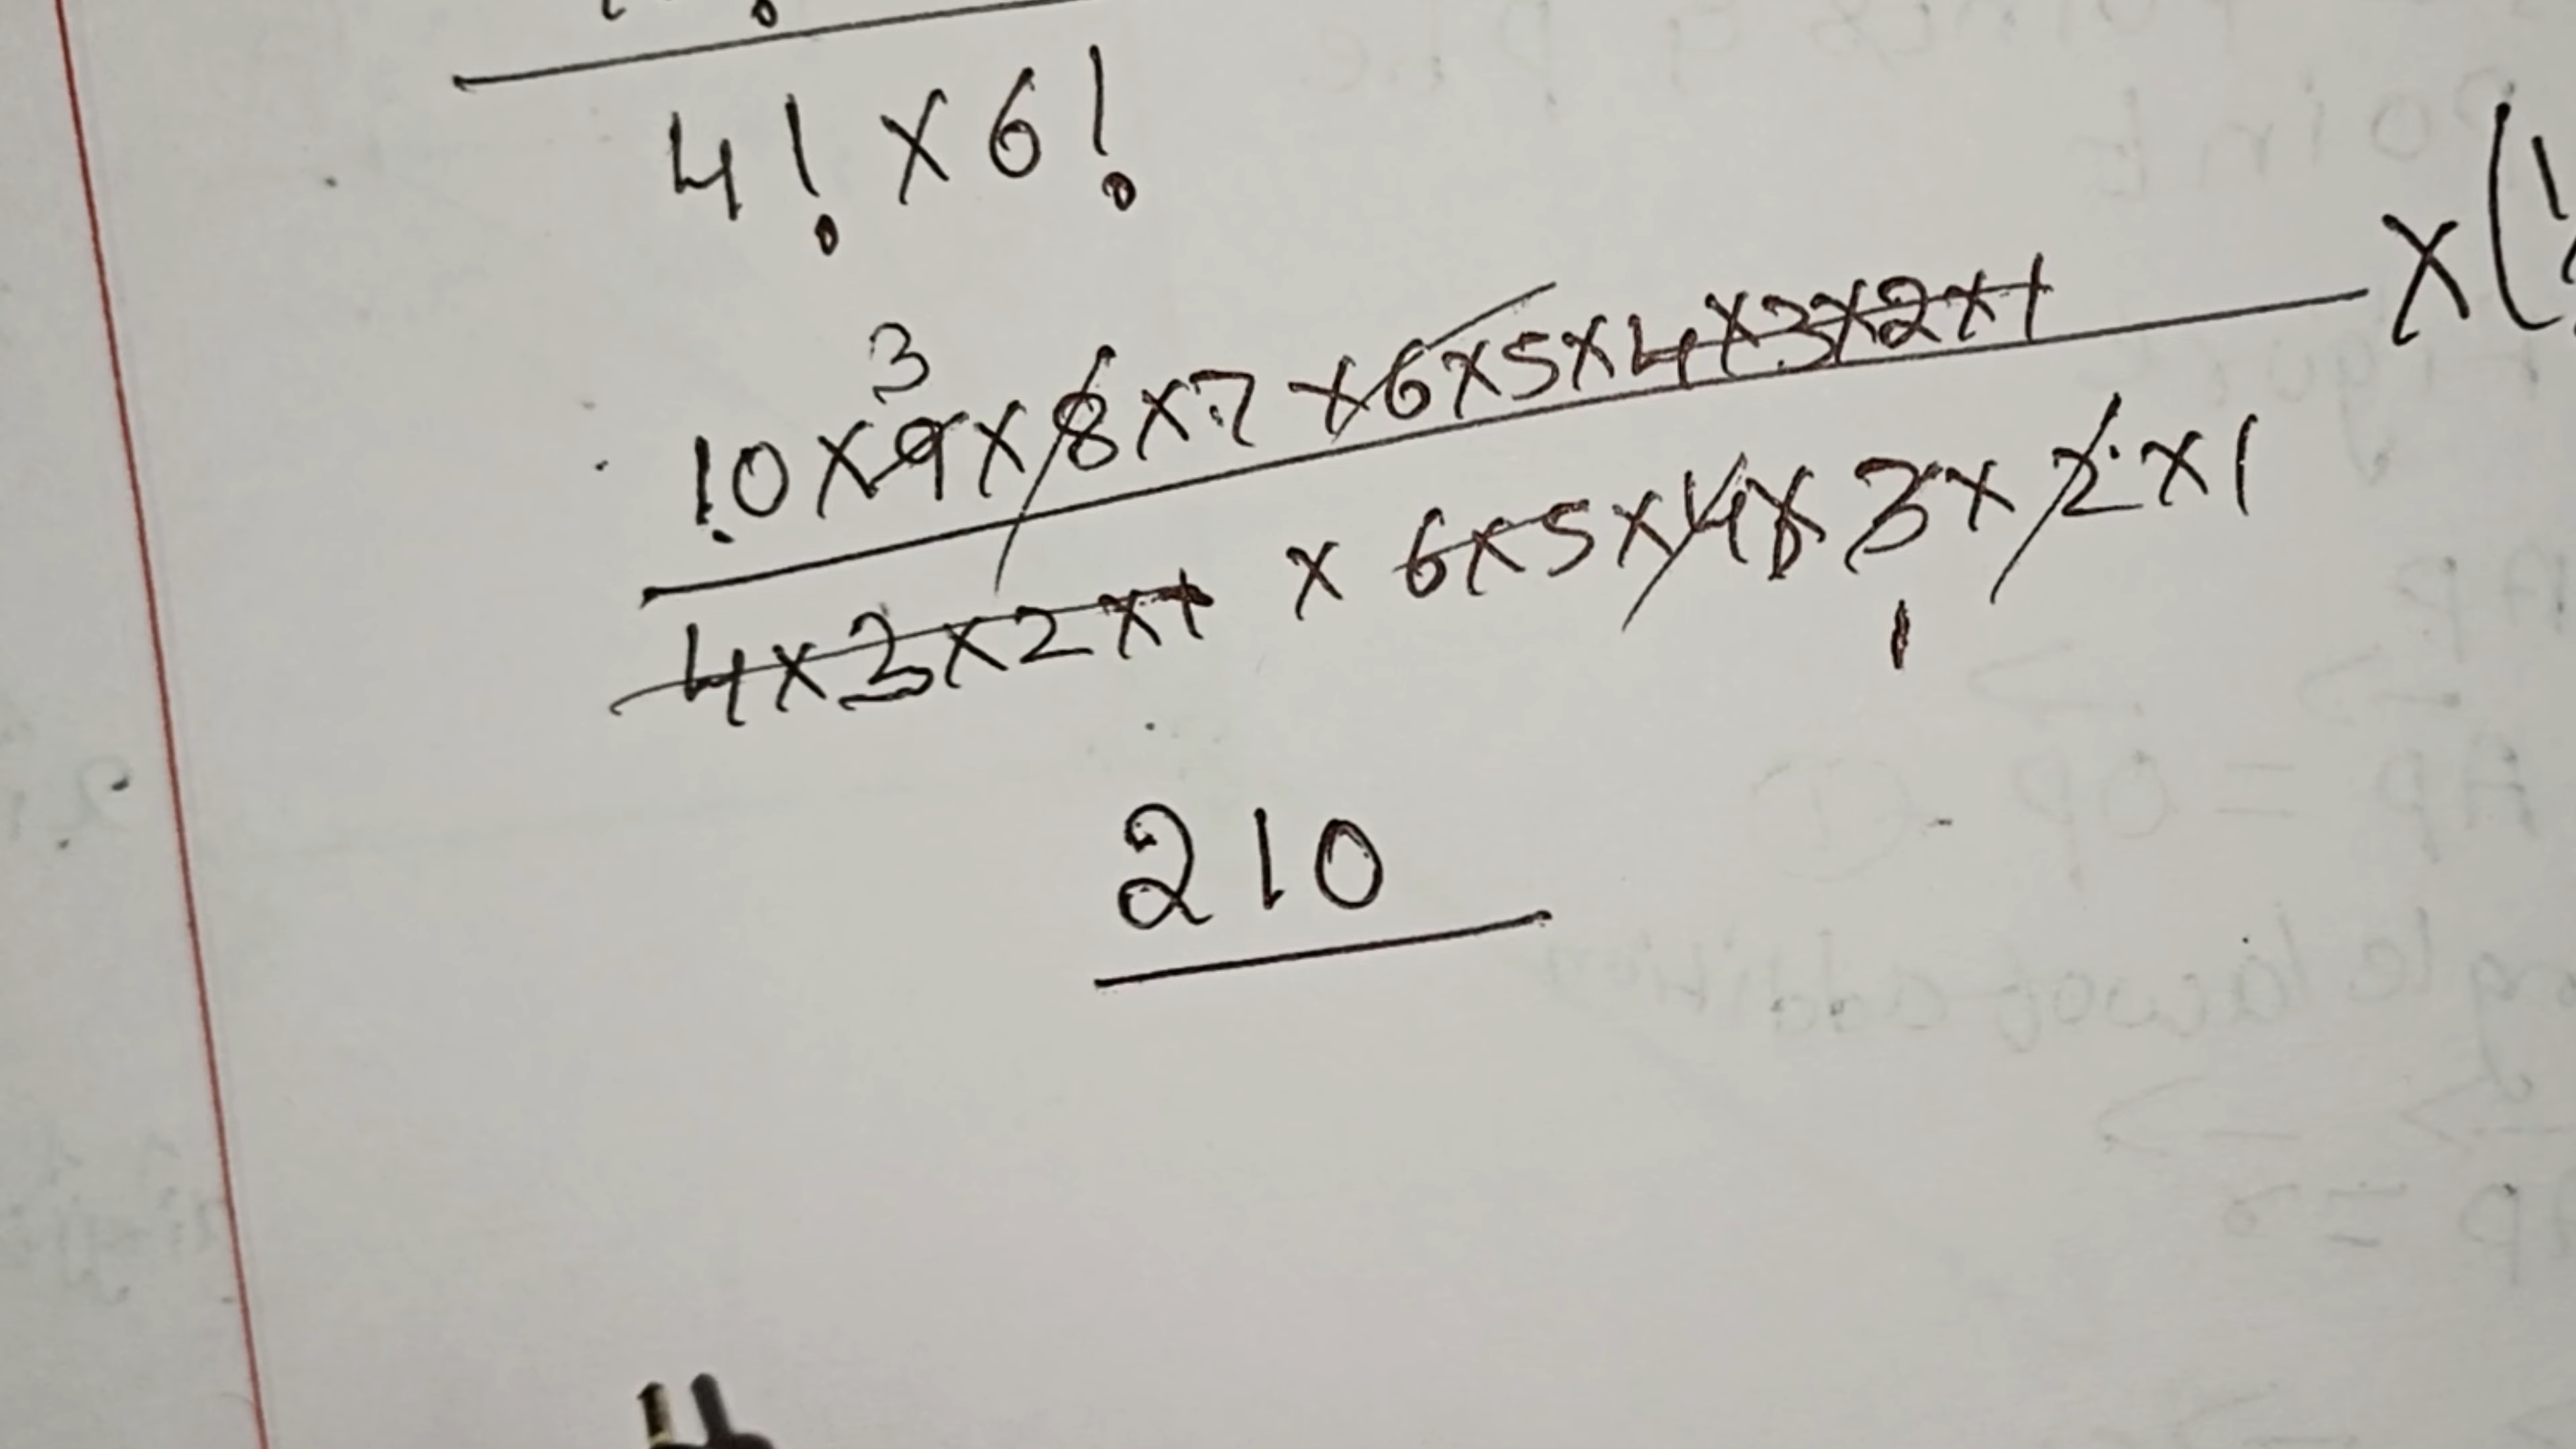 4! × 6!
3
10 × 9 × 8 × 7 × 6 × 5 × 4 × 3 × 2 × 1 × (
4 × 3 × 2 × 1 × 6 × 5 × 4 × 3 × 2 × 1
1
210